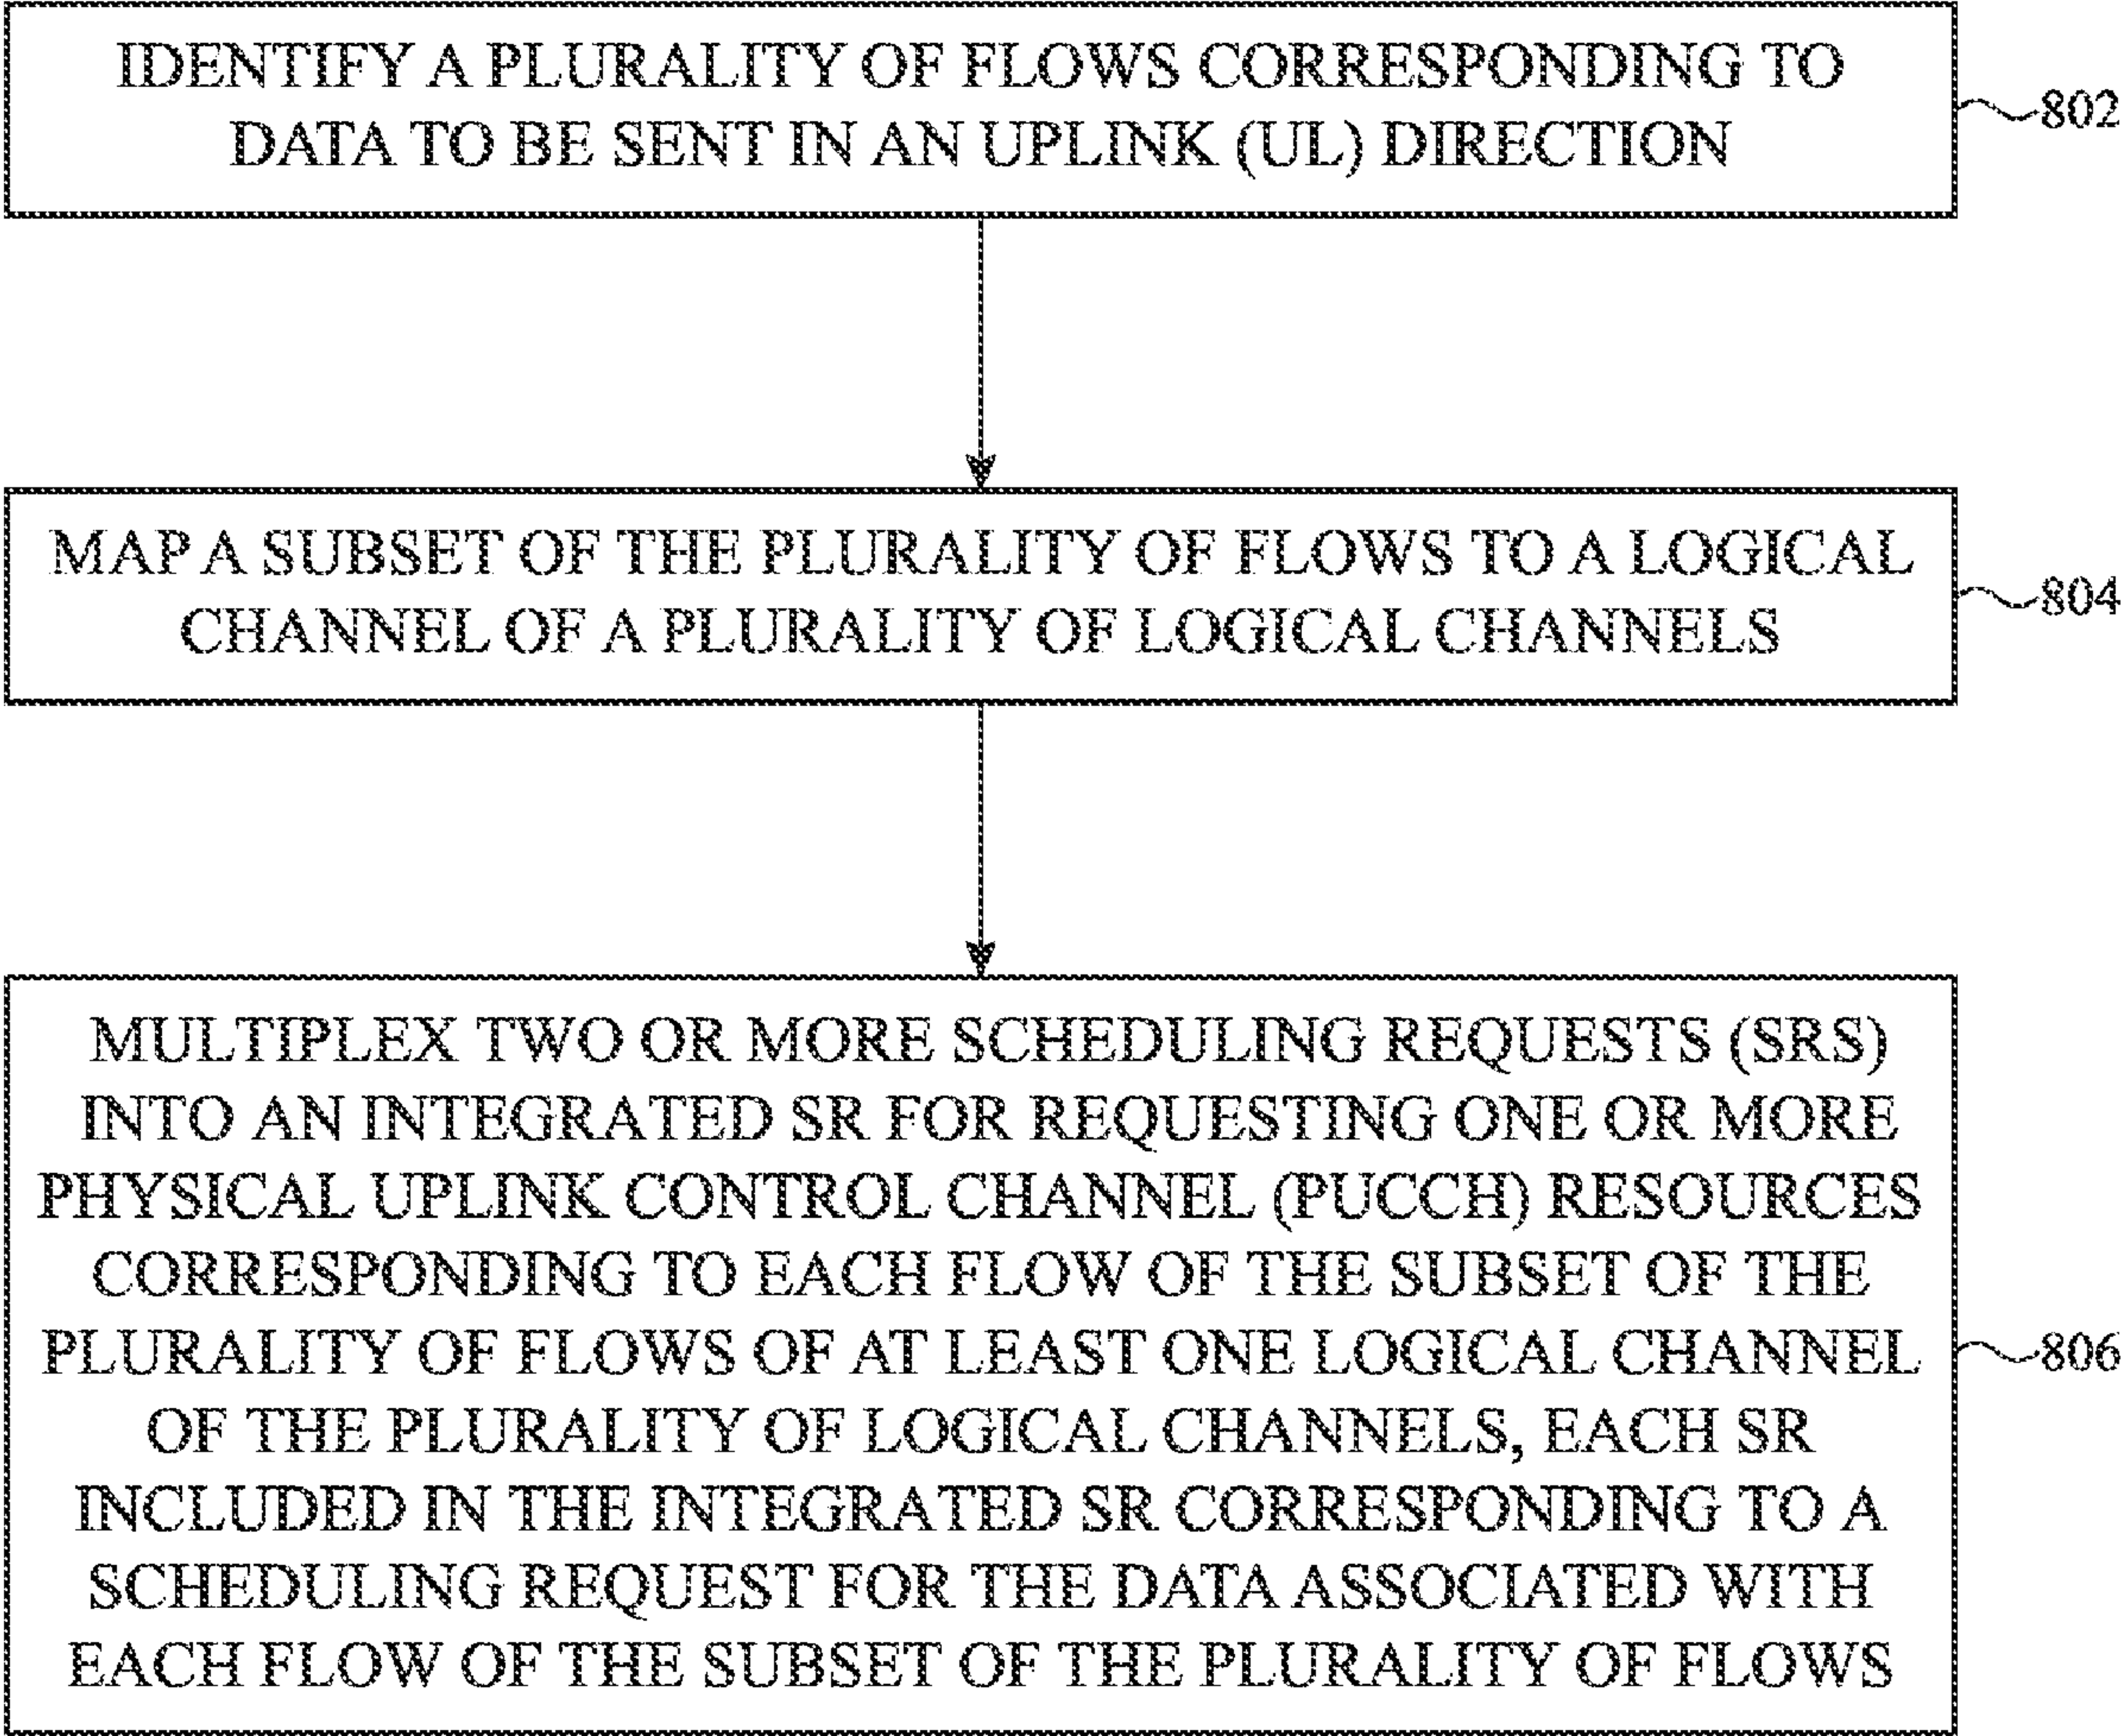 IDENTIFY A PLURALITY OF FLOWS CORRESPONDING TO
DATA TO BE SENT IN AN UPLINK (UL) DIRECTION
802
MAP A SUBSET OF THE PLURALITY OF FLOWS TO A LOGICAL
CHANNEL OF A PLURALITY OF LOGICAL CHANNELS
804
MULTIPLEX TWO OR MORE SCHEDULING REQUESTS (SRS)
INTO AN INTEGRATED SR FOR REQUESTING ONE OR MORE
PHYSICAL UPLINK CONTROL CHANNEL (PUCCH) RESOURCES
CORRESPONDING TO EACH FLOW OF THE SUBSET OF THE
PLURALITY OF FLOWS OF AT LEAST ONE LOGICAL CHANNEL
OF THE PLURALITY OF LOGICAL CHANNELS, EACH SR
INCLUDED IN THE INTEGRATED SR CORRESPONDING TO A
SCHEDULING REQUEST FOR THE DATA ASSOCIATED WITH
EACH FLOW OF THE SUBSET OF THE PLURALITY OF FLOWS
806